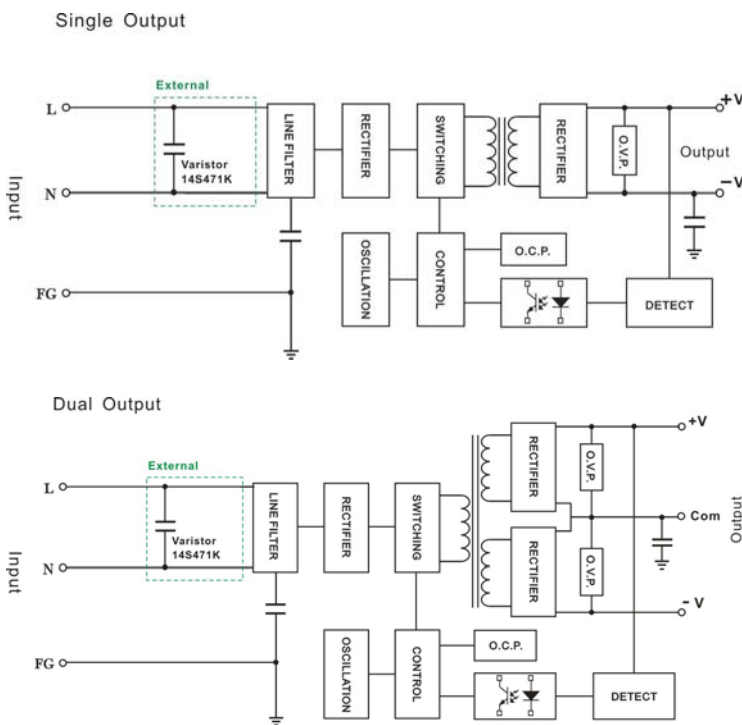 Single Output
External
L
Varistor
14S471K
N
Input
FG
LINE FILTER
RECTIFIER
SWITCHING
RECTIFIER
O.V.P.
+V
Output
-V
OSCILLATION
CONTROL
O.C.P.
DETECT
Dual Output
External
L
Varistor
14S471K
N
Input
FG
LINE FILTER
RECTIFIER
SWITCHING
RECTIFIER
RECTIFIER
O.V.P.
O.V.P.
+V
Com
Output
- V
OSCILLATION
CONTROL
O.C.P.
DETECT